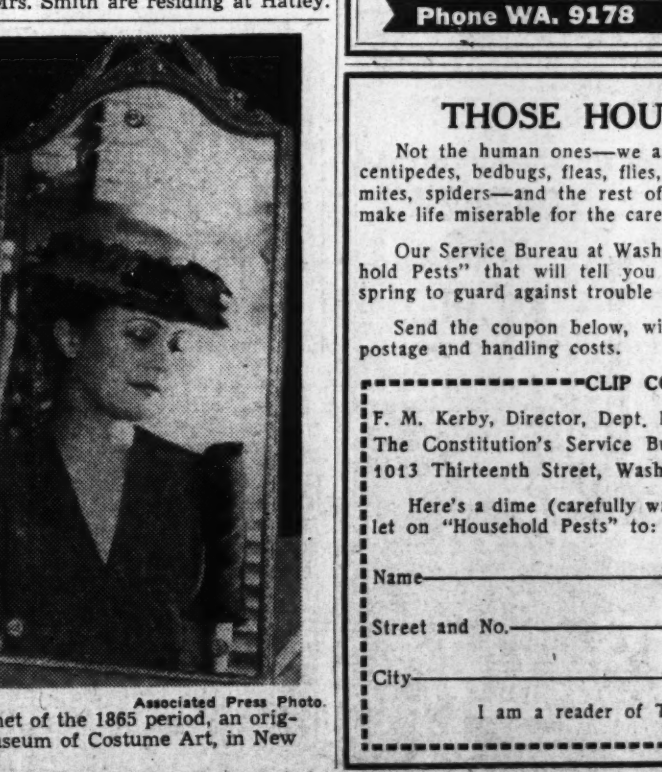 Mrs. Smith are residing at Hatley.
Associated Press Photo.
net of the 1865 period, an orig-
useum of Costume Art, in New
Phone WA. 9178
THOSE HOU
Not the human ones—we a
centipedes, bedbugs, fleas, flies,
mites, spiders—and the rest of
make life miserable for the care
Our Service Bureau at Wash
hold Pests" that will tell you
spring to guard against trouble
Send the coupon below, wi
postage and handling costs.
CLIP CO
F. M. Kerby, Director, Dept.
The Constitution's Service Bu
1013 Thirteenth Street, Wash
Here's a dime (carefully w
let on "Household Pests" to:
Name
Street and No.
City
I am a reader of T